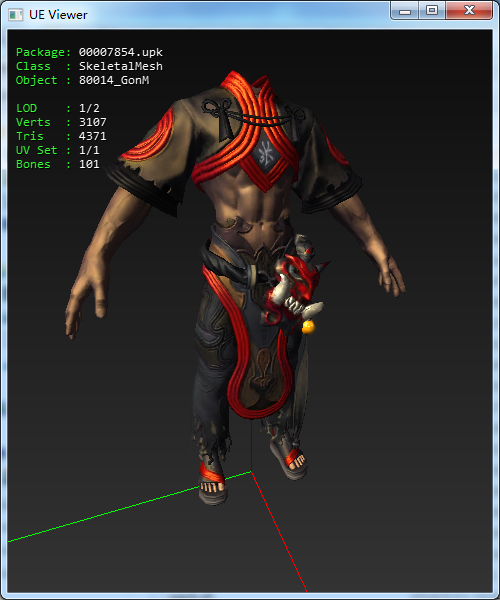 UE Viewer
Package: 00007854.upk
Class : SkeletalMesh
Object : 80014_GonM
LOD : 1/2
Verts : 3107
Tris : 4371
UV Set : 1/1
Bones : 101